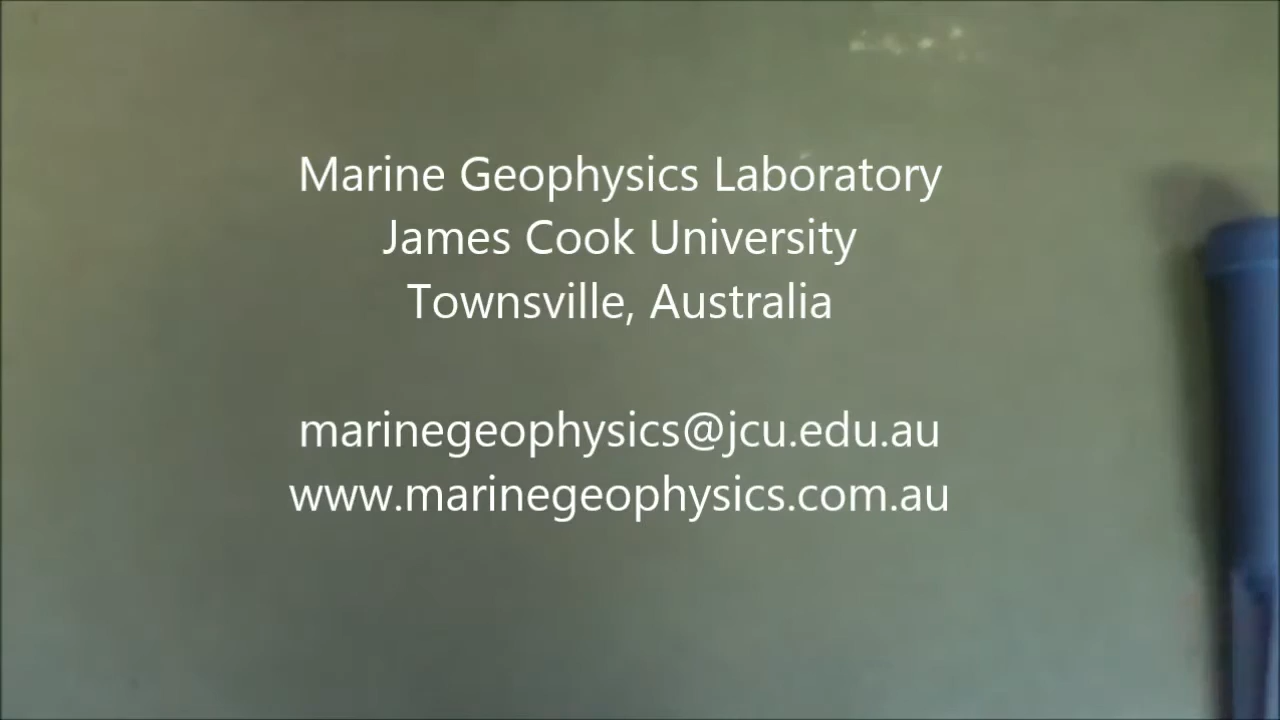 Marine Geophysics Laboratory
James Cook University
Townsville, Australia
marinegeophysics@jcu.edu.au
www.marinegeophysics.com.au